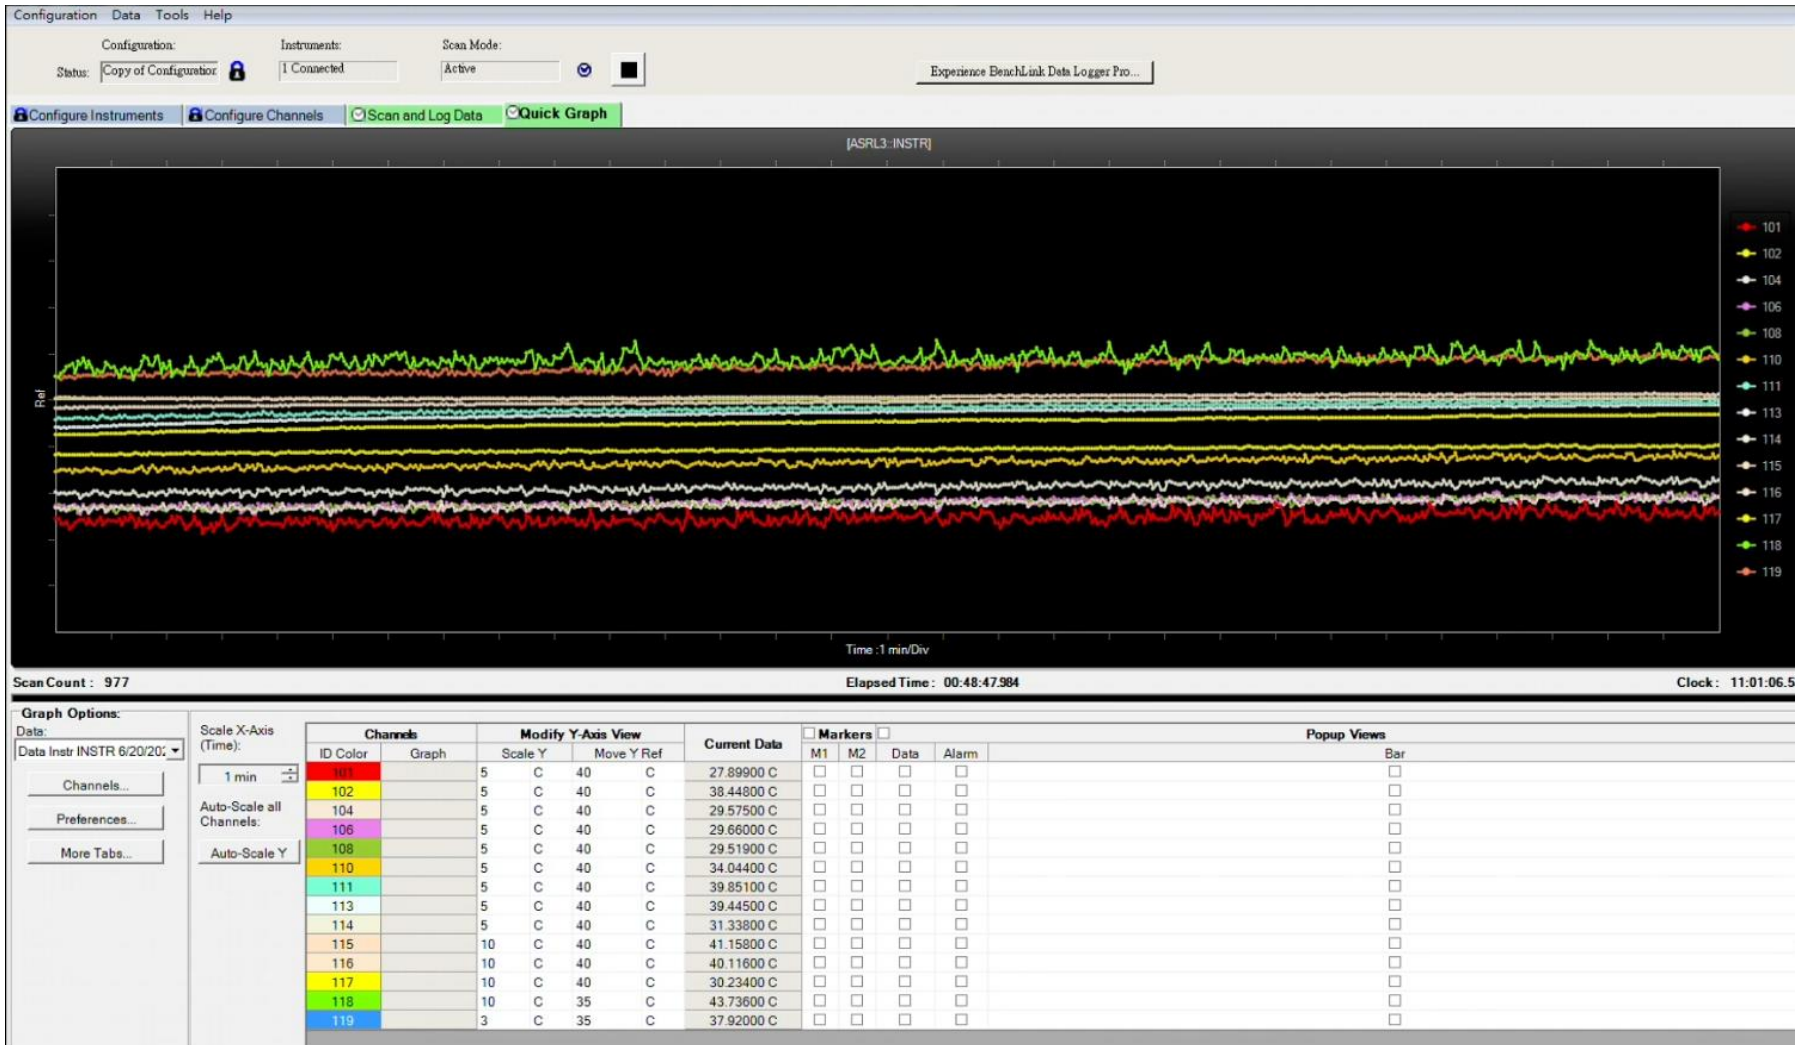 Configuration Data Tools Help
Configuration: Instruments: Scan Mode:
Status: Copy of Configuration 1 Connected Active Experience BenchLink Data Logger Pro...
Configure Instruments Configure Channels Scan and Log Data Quick Graph
[ASRL3::INSTR]
Ref
101
102
104
106
108
110
111
113
114
115
116
117
118
119
Time :1 min/Div
Scan Count : 977 Elapsed Time : 00:48:47.984 Clock : 11:01:06.5
Graph Options:
Data:
Data Instr INSTR 6/20/202
Channels...
Preferences...
More Tabs...
Scale X-Axis
(Time):
1 min
Auto-Scale all
Channels:
Auto-Scale Y
Channels Modify Y-Axis View Current Data Markers Popup Views
ID Color Graph Scale Y Move Y Ref M1 M2 Data Alarm Bar
101 5 C 40 C 27.89900 C
102 5 C 40 C 38.44800 C
104 5 C 40 C 29.57500 C
106 5 C 40 C 29.66000 C
108 5 C 40 C 29.51900 C
110 5 C 40 C 34.04400 C
111 5 C 40 C 39.85100 C
113 5 C 40 C 39.44500 C
114 5 C 40 C 31.33800 C
115 10 C 40 C 41.15800 C
116 10 C 40 C 40.11600 C
117 10 C 40 C 30.23400 C
118 10 C 35 C 43.73600 C
119 3 C 35 C 37.92000 C